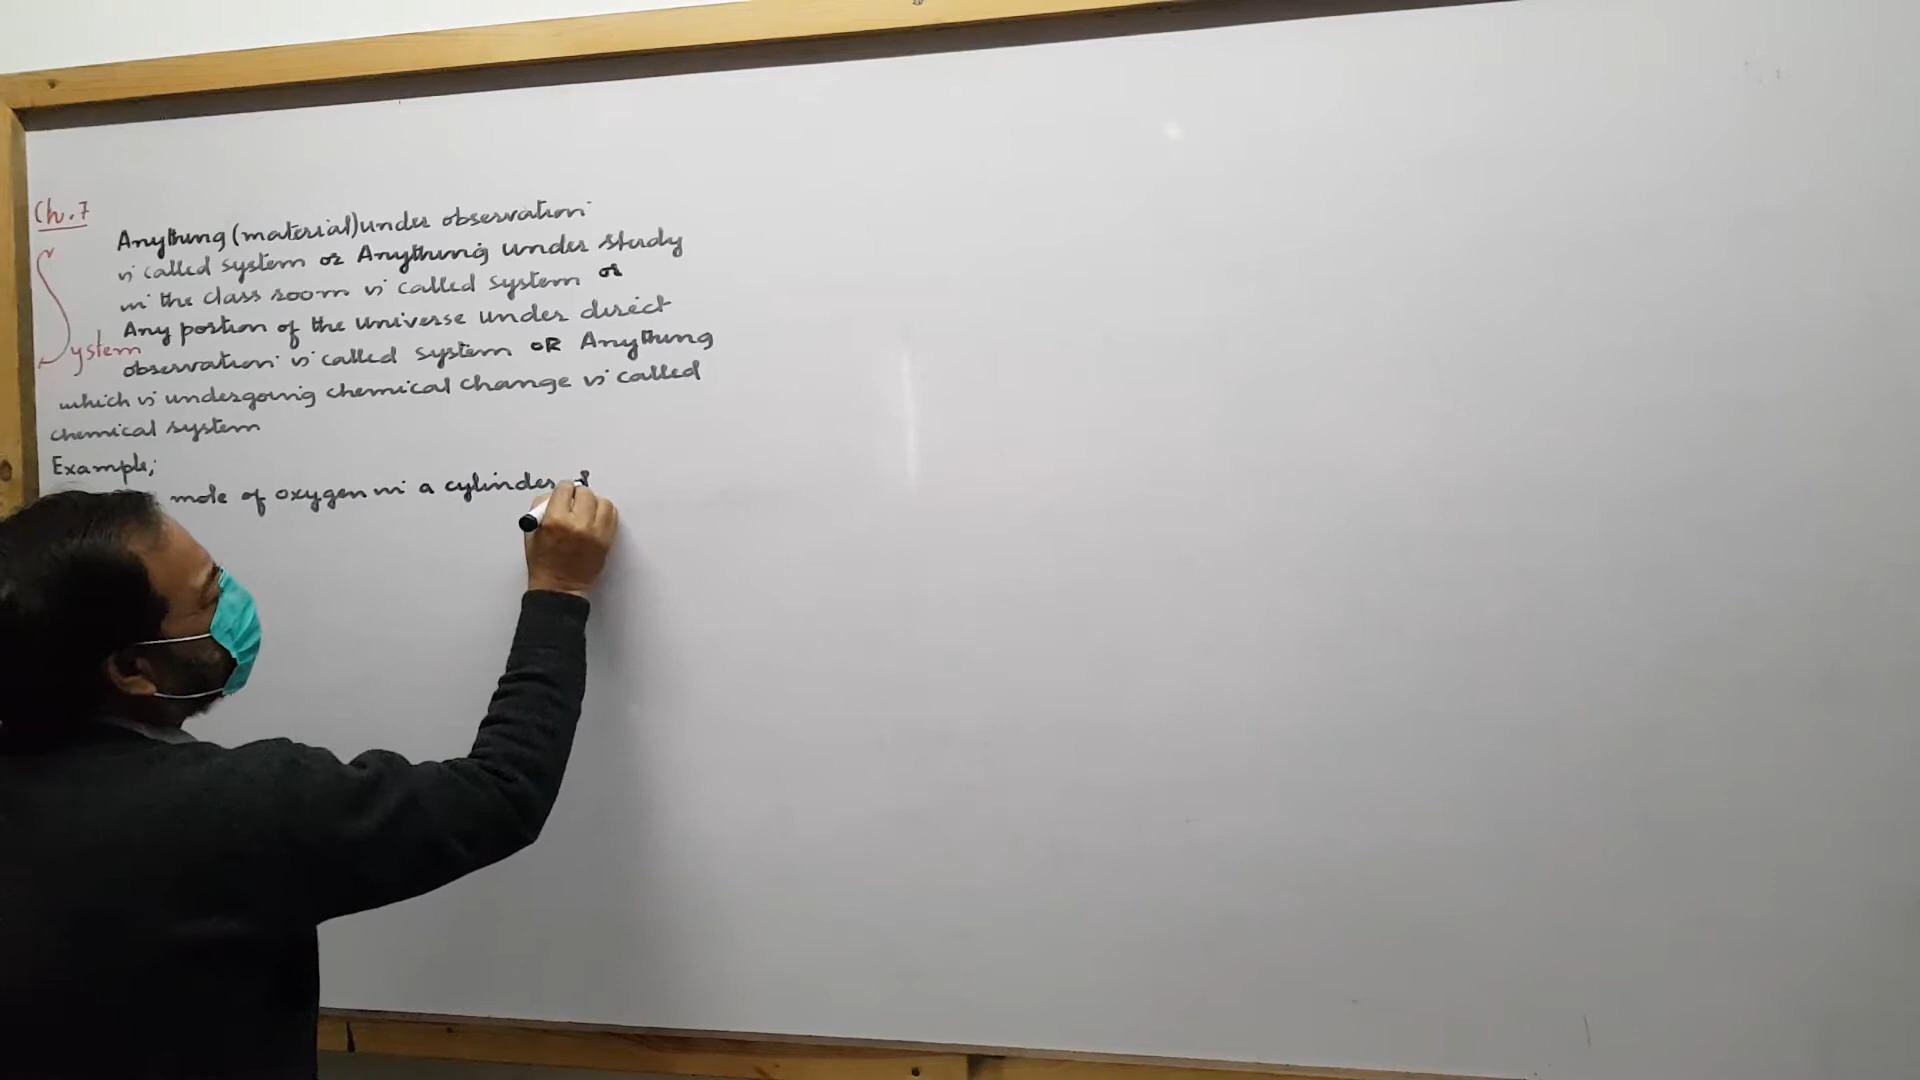 Ch. 7
Anything (material) under observation
is called system or Anything under study
in the class room is called system or
Any portion of the universe under direct
System
observation is called system OR Anything
which is undergoing chemical change is called
chemical system
Example;
mole of oxygen in a cylinder